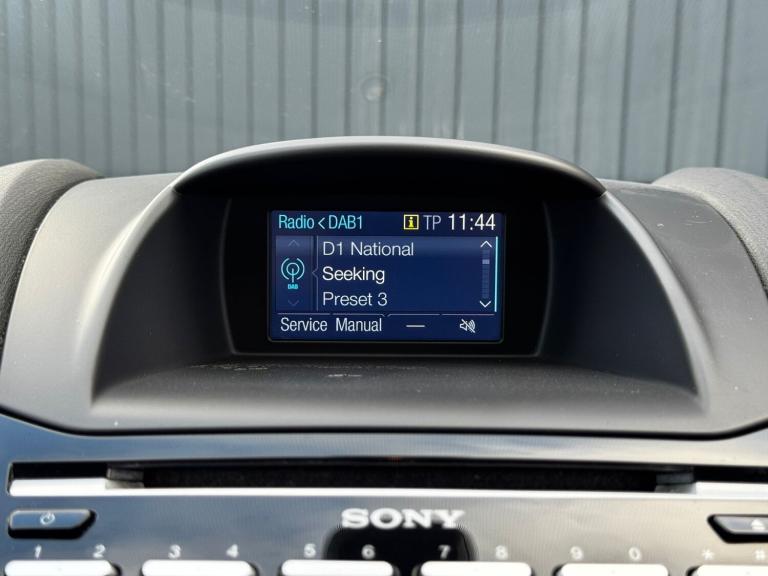 Radio < DAB1 i TP 11:44
D1 National
DAB Seeking
Preset 3
Service Manual —
SONY
1 2 3 4 5 6 7 8 9 0 * #